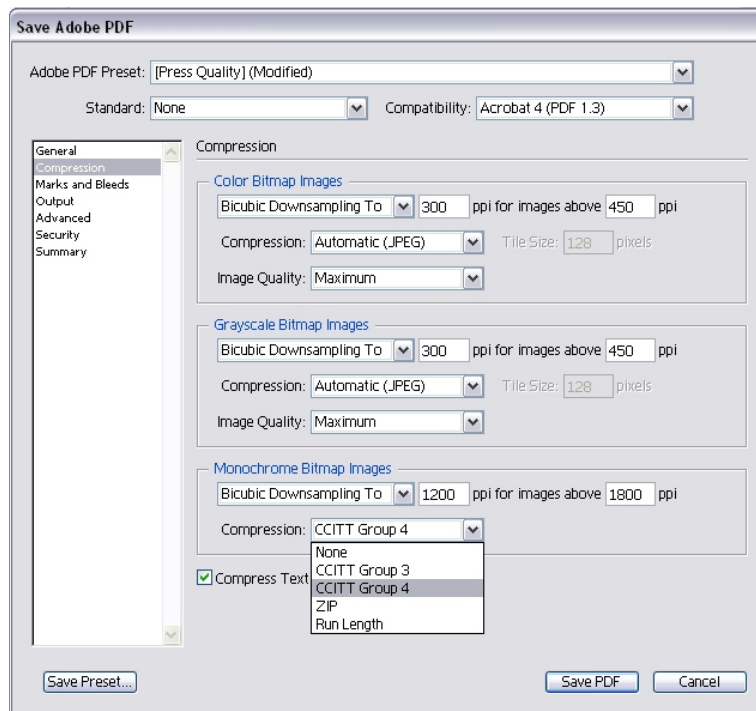 Save Adobe PDF
Adobe PDF Preset: [Press Quality] (Modified)
Standard: None Compatibility: Acrobat 4 (PDF 1.3)
General
Compression
Marks and Bleeds
Output
Advanced
Security
Summary
Compression
Color Bitmap Images
Bicubic Downsampling To 300 ppi for images above 450 ppi
Compression: Automatic (JPEG) Tile Size: 128 pixels
Image Quality: Maximum
Grayscale Bitmap Images
Bicubic Downsampling To 300 ppi for images above 450 ppi
Compression: Automatic (JPEG) Tile Size: 128 pixels
Image Quality: Maximum
Monochrome Bitmap Images
Bicubic Downsampling To 1200 ppi for images above 1800 ppi
Compression: CCITT Group 4
None
CCITT Group 3
CCITT Group 4
ZIP
Run Length
Compress Text
Save Preset... Save PDF Cancel